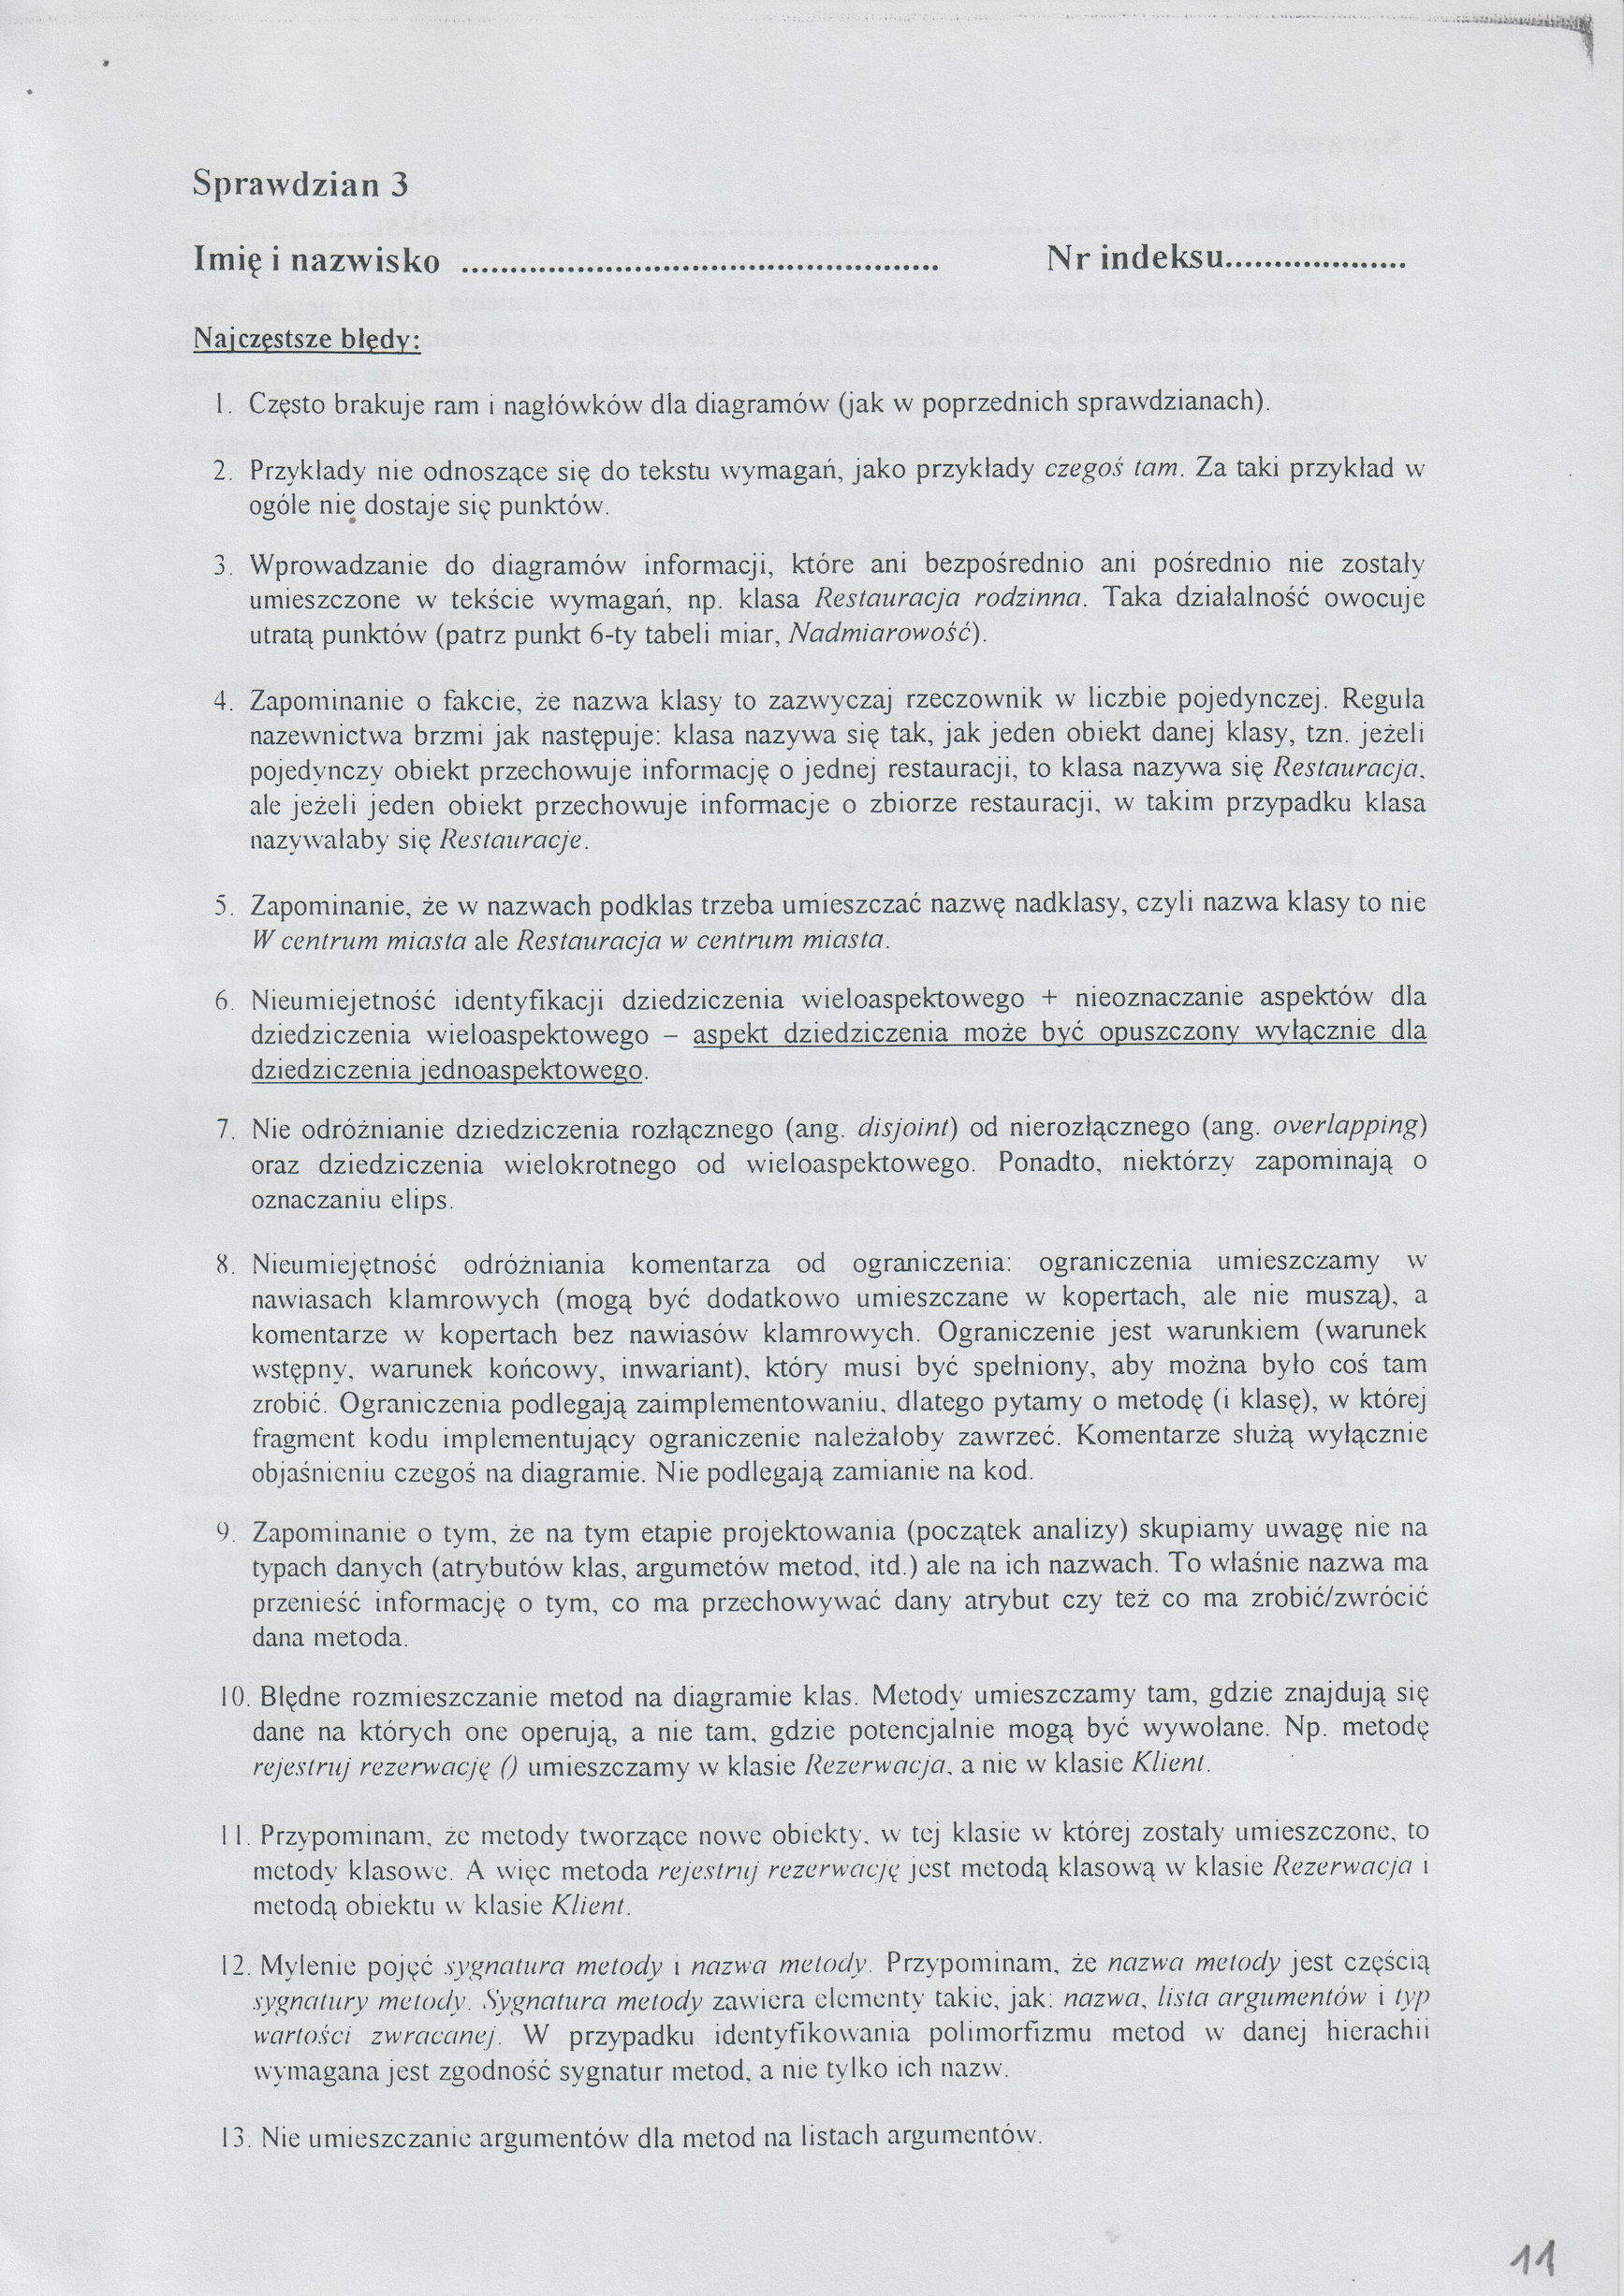 Sprawdzian 3
Imię i nazwisko .................................................. Nr indeksu...................
Najczęstsze błędy:
1. Często brakuje ram i nagłówków dla diagramów (jak w poprzednich sprawdzianach).
2. Przykłady nie odnoszące się do tekstu wymagań, jako przykłady czegoś tam. Za taki przykład w
ogóle nie dostaje się punktów.
3. Wprowadzanie do diagramów informacji, które ani bezpośrednio ani pośrednio nie zostały
umieszczone w tekście wymagań, np. klasa Restauracja rodzinna. Taka działalność owocuje
utratą punktów (patrz punkt 6-ty tabeli miar, Nadmiarowość).
4. Zapominanie o fakcie, że nazwa klasy to zazwyczaj rzeczownik w liczbie pojedynczej. Reguła
nazewnictwa brzmi jak następuje: klasa nazywa się tak, jak jeden obiekt danej klasy, tzn. jeżeli
pojedynczy obiekt przechowuje informację o jednej restauracji, to klasa nazywa się Restauracja,
ale jeżeli jeden obiekt przechowuje informacje o zbiorze restauracji, w takim przypadku klasa
nazywałaby się Restauracje.
5. Zapominanie, że w nazwach podklas trzeba umieszczać nazwę nadklasy, czyli nazwa klasy to nie
W centrum miasta ale Restauracja w centrum miasta.
6. Nieumiejetność identyfikacji dziedziczenia wieloaspektowego + nieoznaczanie aspektów dla
dziedziczenia wieloaspektowego – aspekt dziedziczenia może być opuszczony wyłącznie dla
dziedziczenia jednoaspektowego.
7. Nie odróżnianie dziedziczenia rozłącznego (ang. disjoint) od nierozłącznego (ang. overlapping)
oraz dziedziczenia wielokrotnego od wieloaspektowego. Ponadto, niektórzy zapominają o
oznaczaniu elips.
8. Nieumiejętność odróżniania komentarza od ograniczenia: ograniczenia umieszczamy w
nawiasach klamrowych (mogą być dodatkowo umieszczane w kopertach, ale nie muszą), a
komentarze w kopertach bez nawiasów klamrowych. Ograniczenie jest warunkiem (warunek
wstępny, warunek końcowy, inwariant), który musi być spełniony, aby można było coś tam
zrobić. Ograniczenia podlegają zaimplementowaniu, dlatego pytamy o metodę (i klasę), w której
fragment kodu implementujący ograniczenie należałoby zawrzeć. Komentarze służą wyłącznie
objaśnieniu czegoś na diagramie. Nie podlegają zamianie na kod.
9. Zapominanie o tym, że na tym etapie projektowania (początek analizy) skupiamy uwagę nie na
typach danych (atrybutów klas, argumetów metod, itd.) ale na ich nazwach. To właśnie nazwa ma
przenieść informację o tym, co ma przechowywać dany atrybut czy też co ma zrobić/zwrócić
dana metoda.
10. Błędne rozmieszczanie metod na diagramie klas. Metody umieszczamy tam, gdzie znajdują się
dane na których one operują, a nie tam, gdzie potencjalnie mogą być wywołane. Np. metodę
rejestruj rezerwację () umieszczamy w klasie Rezerwacja, a nie w klasie Klient.
11. Przypominam, że metody tworzące nowe obiekty, w tej klasie w której zostały umieszczone, to
metody klasowe. A więc metoda rejestruj rezerwację jest metodą klasową w klasie Rezerwacja i
metodą obiektu w klasie Klient.
12. Mylenie pojęć sygnatura metody i nazwa metody. Przypominam, że nazwa metody jest częścią
sygnatury metody. Sygnatura metody zawiera elementy takie, jak: nazwa, lista argumentów i typ
wartości zwracanej. W przypadku identyfikowania polimorfizmu metod w danej hierachii
wymagana jest zgodność sygnatur metod, a nie tylko ich nazw.
13. Nie umieszczanie argumentów dla metod na listach argumentów.
11